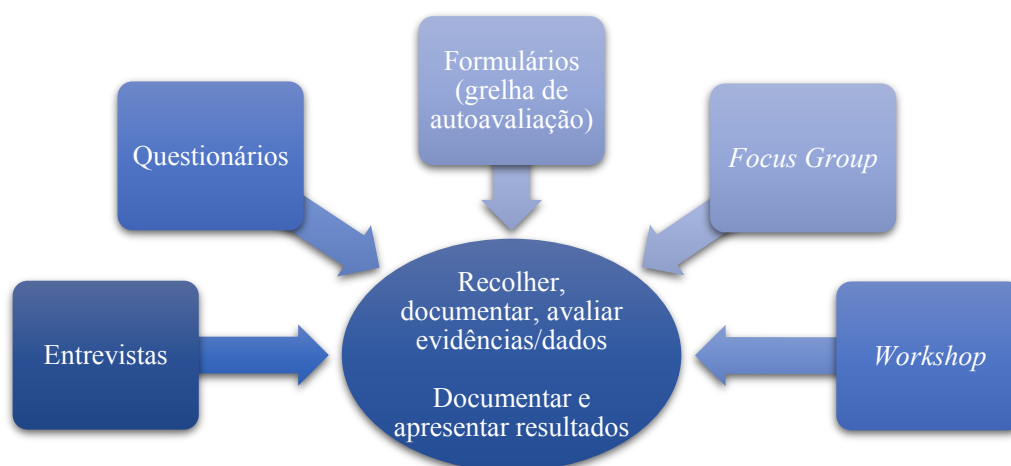 Formulários
(grelha de
autoavaliação)
Questionários
Focus Group
Entrevistas
Recolher,
documentar, avaliar
evidências/dados
Documentar e
apresentar resultados
Workshop